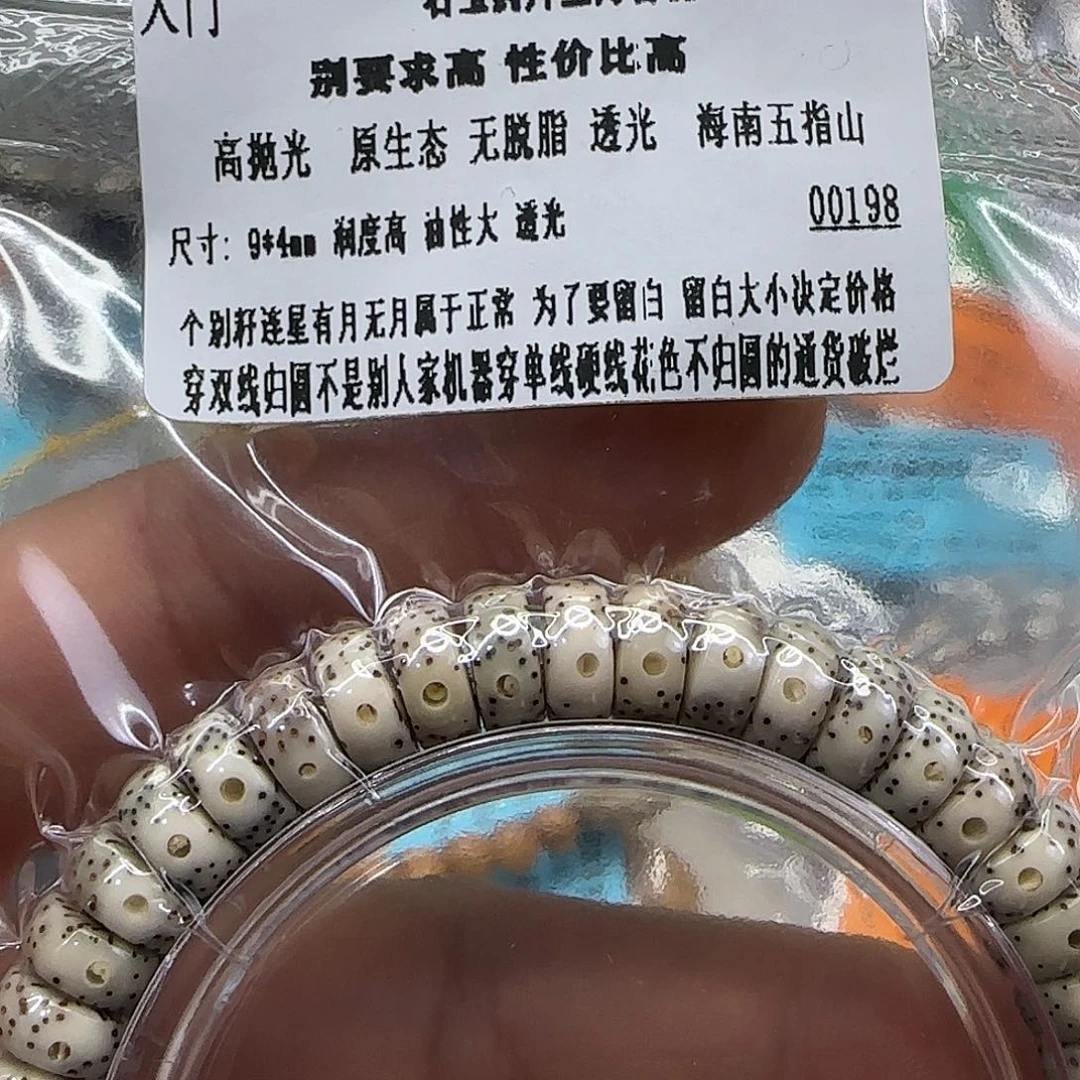 入门
别要求高 性价比高
高抛光 原生态 无脱脂 透光 海南五指山
尺寸: 9*4mm 润度高 油性大 透光 00198
个别籽连星有月无月属于正常 为了要留白 留白大小决定价格
穿双线归圆不是别人家机器穿单线硬线花色不归圆的通货破烂